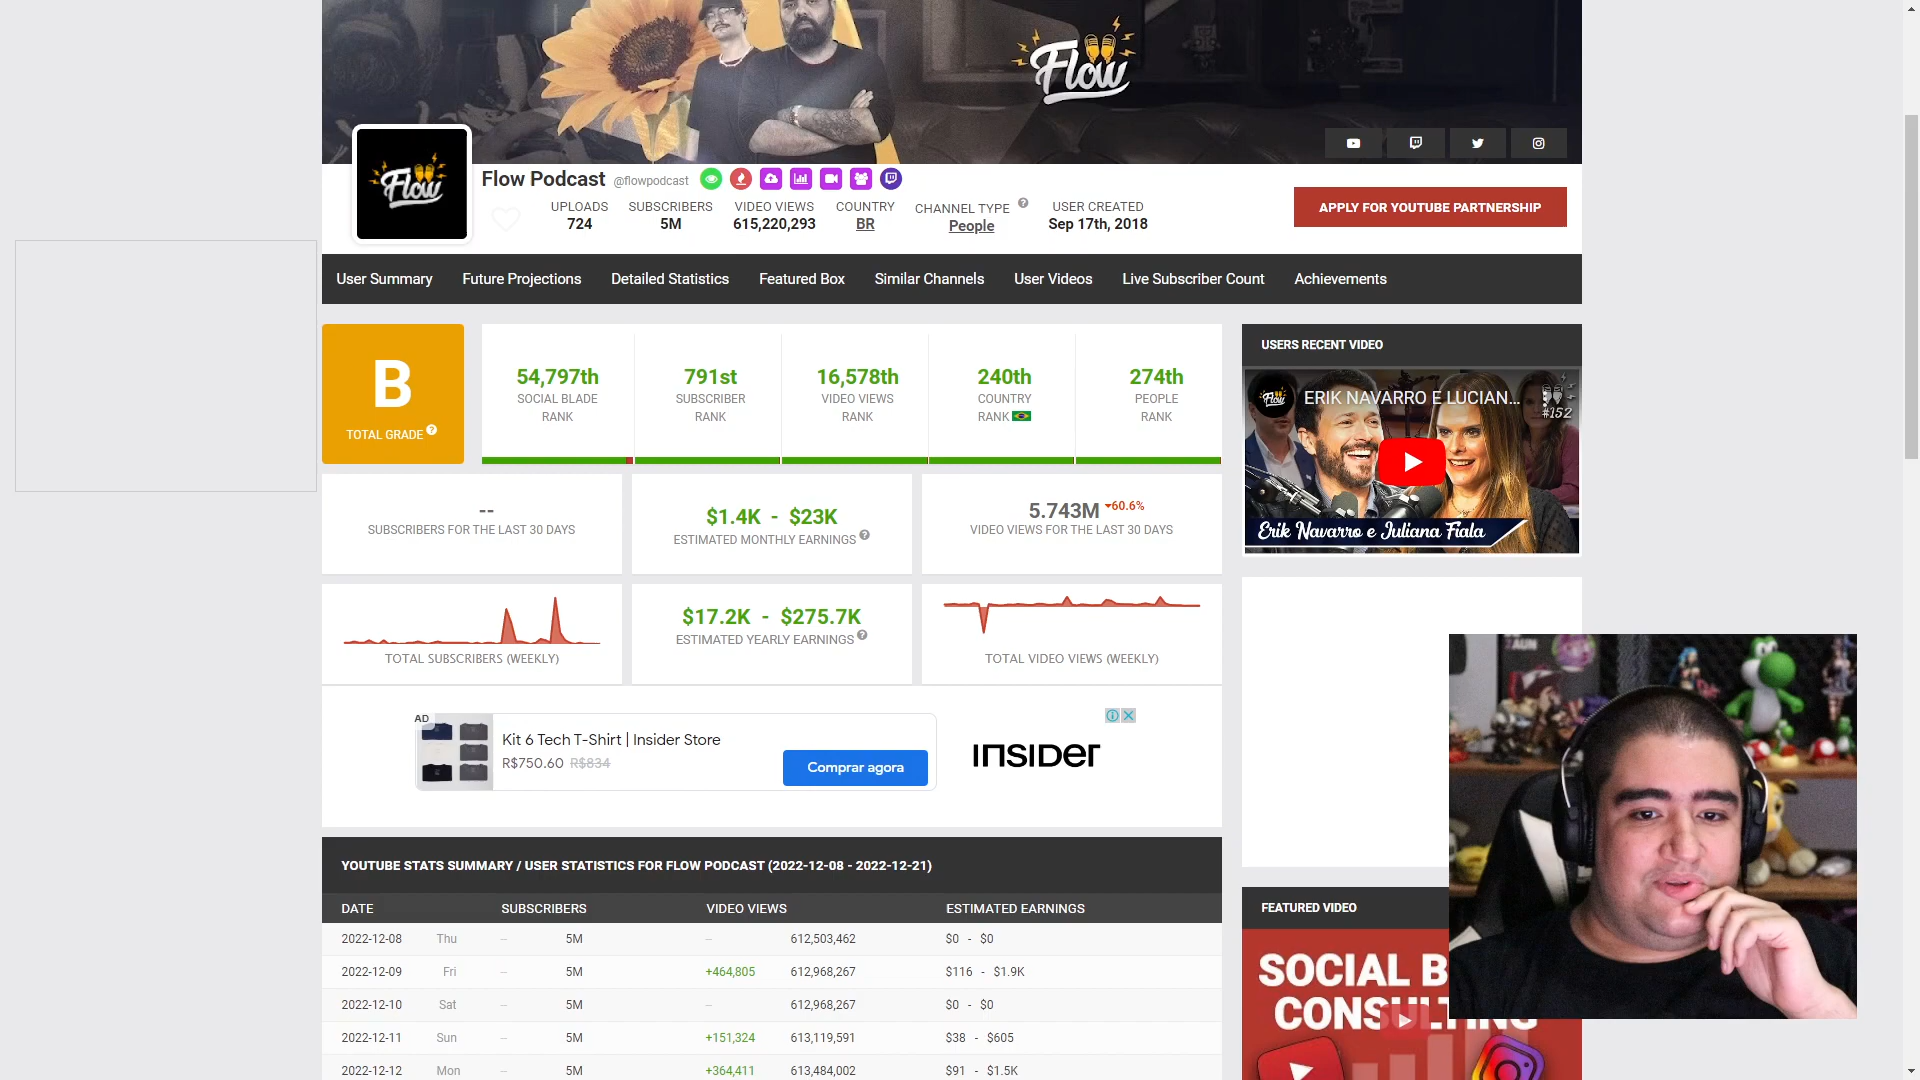 Flow
Flow
Flow Podcast @flowpodcast
UPLOADS
724
SUBSCRIBERS
5M
VIDEO VIEWS
615,220,293
COUNTRY
BR
CHANNEL TYPE
People
USER CREATED
Sep 17th, 2018
APPLY FOR YOUTUBE PARTNERSHIP
User Summary Future Projections Detailed Statistics Featured Box Similar Channels User Videos Live Subscriber Count Achievements
B
TOTAL GRADE
54,797th
SOCIAL BLADE
RANK
791st
SUBSCRIBER
RANK
16,578th
VIDEO VIEWS
RANK
240th
COUNTRY
RANK
274th
PEOPLE
RANK
USERS RECENT VIDEO
Flow
ERIK NAVARRO E LUCIAN...
#152
Erik Navarro e Juliana Fiala
--
SUBSCRIBERS FOR THE LAST 30 DAYS
$1.4K - $23K
ESTIMATED MONTHLY EARNINGS
5.743M 60.6%
VIDEO VIEWS FOR THE LAST 30 DAYS
TOTAL SUBSCRIBERS (WEEKLY)
$17.2K - $275.7K
ESTIMATED YEARLY EARNINGS
TOTAL VIDEO VIEWS (WEEKLY)
AD
Kit 6 Tech T-Shirt | Insider Store
R$750.60 R$834
Comprar agora
INSIDER
YOUTUBE STATS SUMMARY / USER STATISTICS FOR FLOW PODCAST (2022-12-08 - 2022-12-21)
DATE SUBSCRIBERS VIDEO VIEWS ESTIMATED EARNINGS
2022-12-08 Thu -- 5M -- 612,503,462 $0 - $0
2022-12-09 Fri -- 5M +464,805 612,968,267 $116 - $1.9K
2022-12-10 Sat -- 5M -- 612,968,267 $0 - $0
2022-12-11 Sun -- 5M +151,324 613,119,591 $38 - $605
2022-12-12 Mon -- 5M +364,411 613,484,002 $91 - $1.5K
FEATURED VIDEO
SOCIAL B
CONSULTING